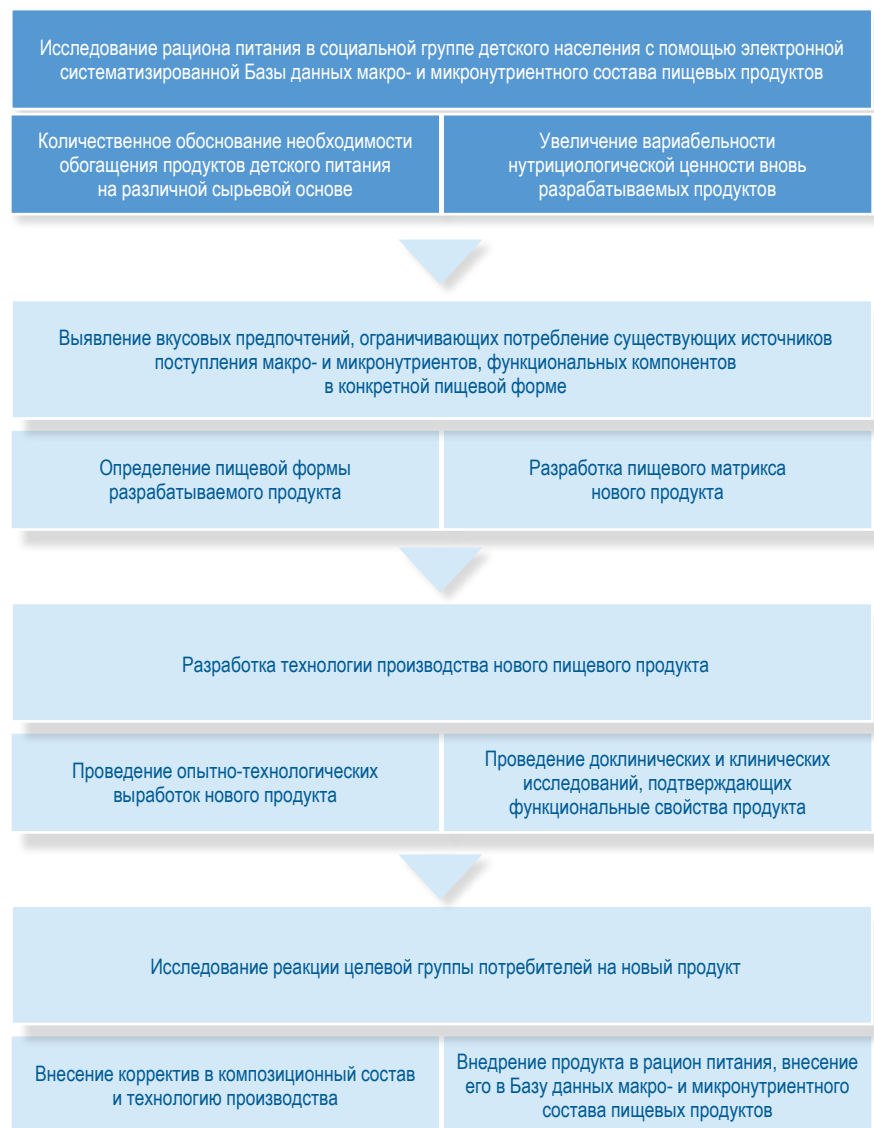 Исследование рациона питания в социальной группе детского населения с помощью электронной
систематизированной Базы данных макро- и микронутриентного состава пищевых продуктов
Количественное обоснование необходимости
обогащения продуктов детского питания
на различной сырьевой основе
Увеличение вариабельности
нутрициологической ценности вновь
разрабатываемых продуктов
Выявление вкусовых предпочтений, ограничивающих потребление существующих источников
поступления макро- и микронутриентов, функциональных компонентов
в конкретной пищевой форме
Определение пищевой формы
разрабатываемого продукта
Разработка пищевого матрикса
нового продукта
Разработка технологии производства нового пищевого продукта
Проведение опытно-технологических
выработок нового продукта
Проведение доклинических и клинических
исследований, подтверждающих
функциональные свойства продукта
Исследование реакции целевой группы потребителей на новый продукт
Внесение корректив в композиционный состав
и технологию производства
Внедрение продукта в рацион питания, внесение
его в Базу данных макро- и микронутриентного
состава пищевых продуктов